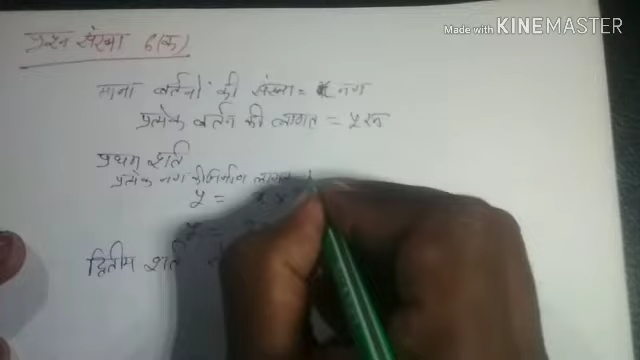 Made with KINEMASTER
प्रश्न संख्या 6(क)
माना बर्तनों की संख्या = x नग
प्रत्येक बर्तन की लागत = y रू
प्रथम शर्त
प्रत्येक नग की निर्माण लागत
y =
द्वितीय शर्त